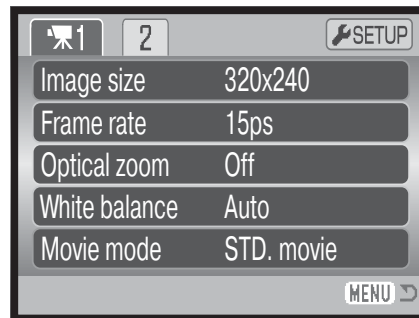 1 2 SETUP
Image size 320x240
Frame rate 15ps
Optical zoom Off
White balance Auto
Movie mode STD. movie
MENU